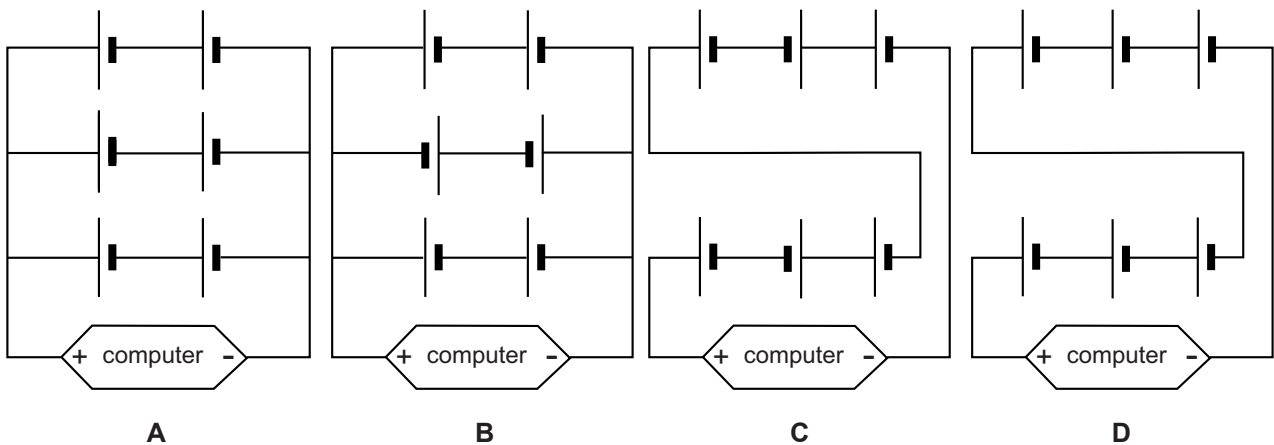 + computer -
+ computer -
+ computer -
+ computer -
A
B
C
D